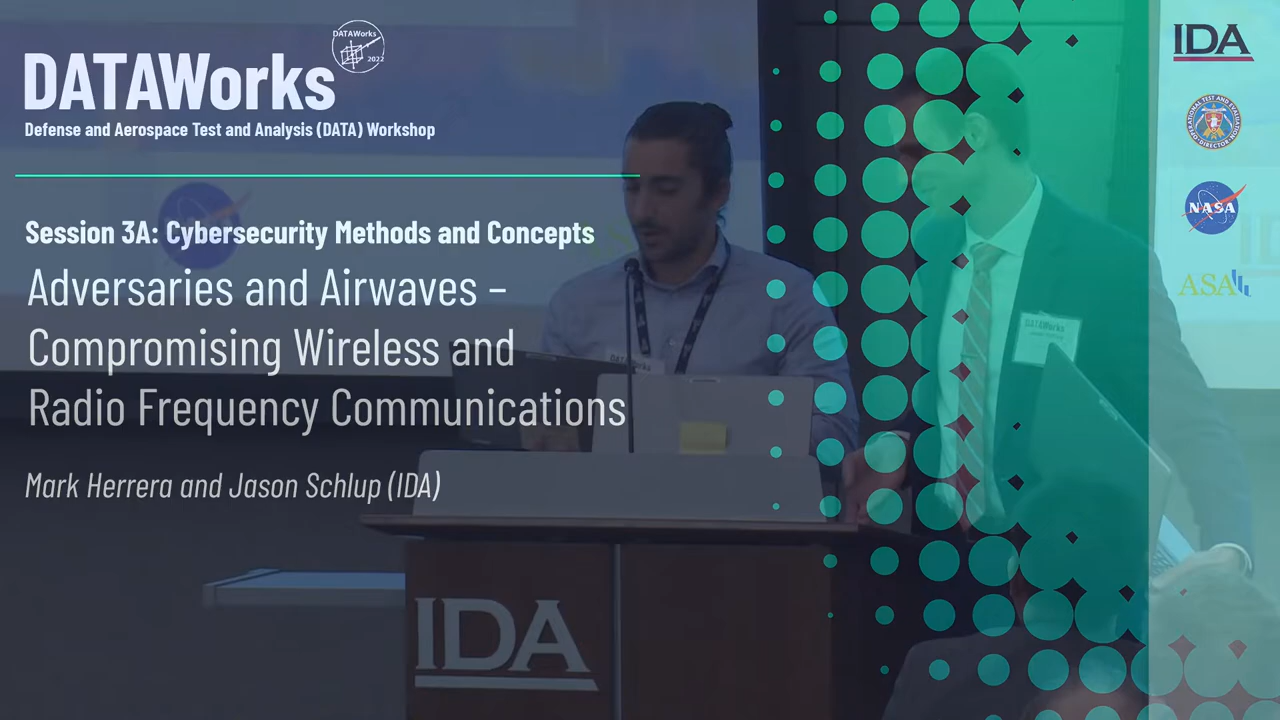 DATAWorks
DATAWorks
2022
Defense and Aerospace Test and Analysis (DATA) Workshop
Session 3A: Cybersecurity Methods and Concepts
Adversaries and Airwaves –
Compromising Wireless and
Radio Frequency Communications
Mark Herrera and Jason Schlup (IDA)
IDA
NASA
ASA
DATAWorks
IDA